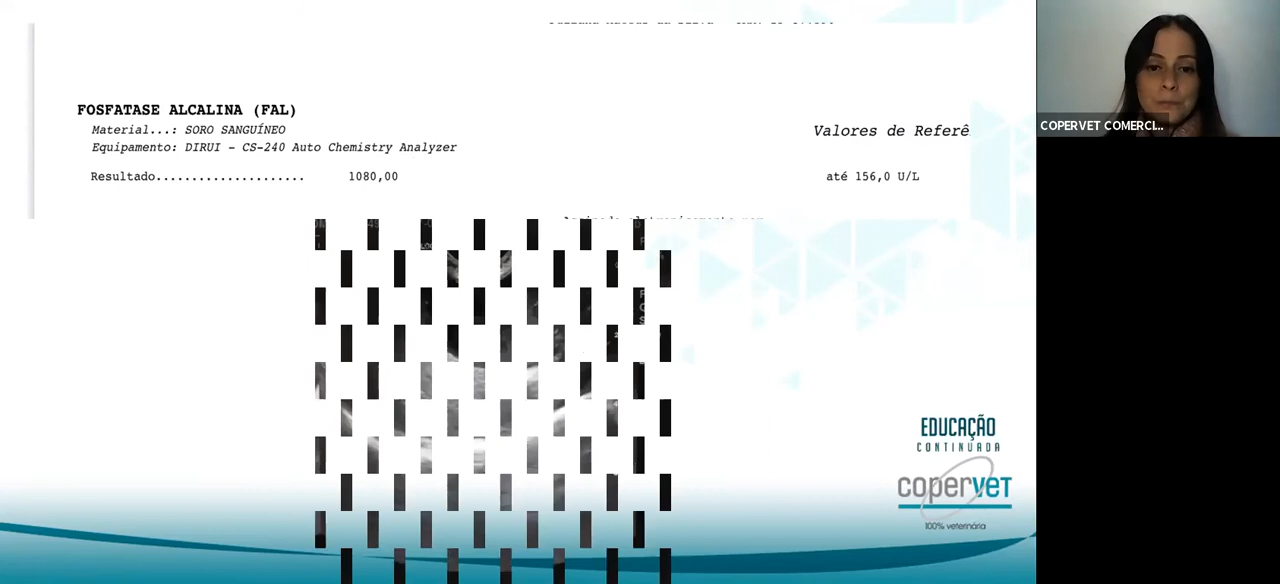 FOSFATASE ALCALINA (FAL)
Material...: SORO SANGUÍNEO
Equipamento: DIRUI - CS-240 Auto Chemistry Analyzer
Valores de Referê
Resultado..................... 1080,00 até 156,0 U/L
COPERVET COMERCI...
EDUCAÇÃO
CONTINUADA
copervet
100% veterinária